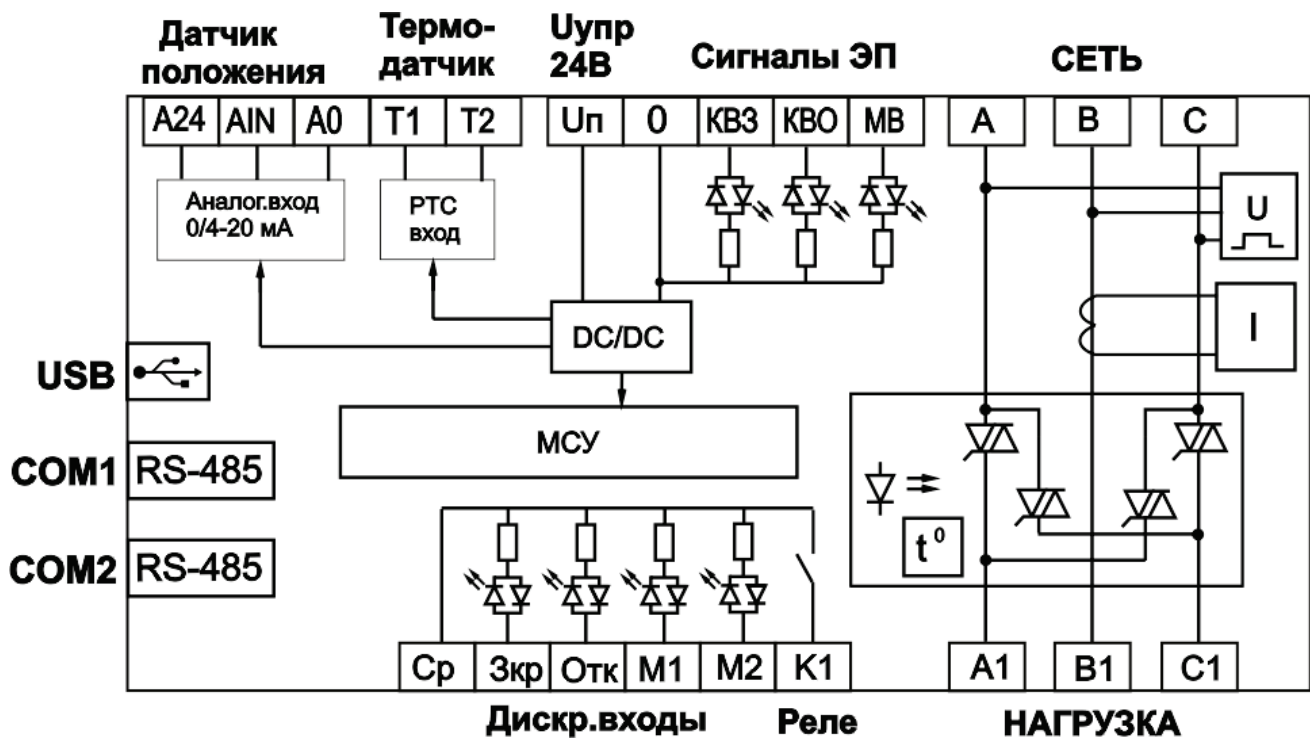 Датчик
положения
Термо-
датчик
Uупр
24В
Сигналы ЭП
СЕТЬ
A24 AIN A0 T1 T2 Uп 0 КВЗ КВО МВ A B C
Аналог.вход
0/4-20 мА
РТС
вход
U
DC/DC
I
USB
МСУ
COM1 RS-485
COM2 RS-485
t⁰
Ср Зкр Отк М1 М2 К1 A1 B1 C1
Дискр.входы Реле НАГРУЗКА